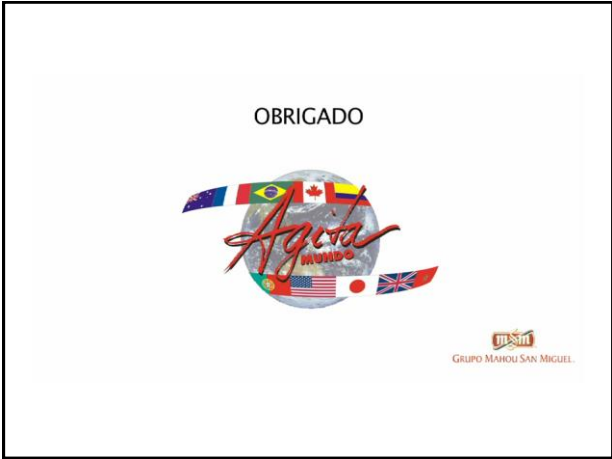 OBRIGADO
Agita
MUNDO
mSm
GRUPO MAHOU SAN MIGUEL.